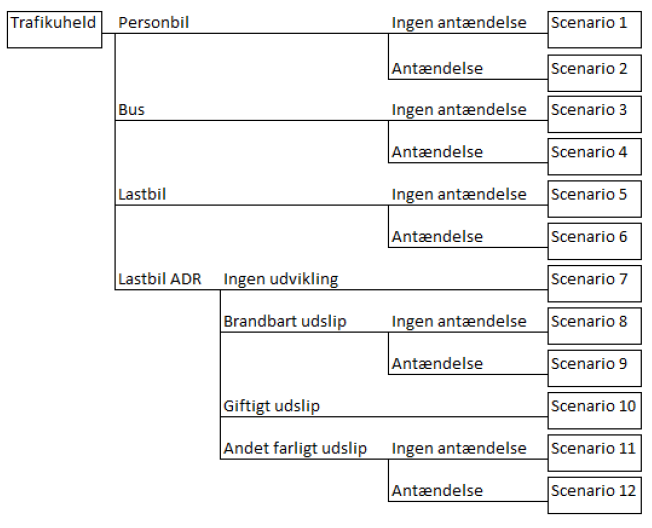 Trafikuheld Personbil Ingen antændelse Scenario 1
Antændelse Scenario 2
Bus Ingen antændelse Scenario 3
Antændelse Scenario 4
Lastbil Ingen antændelse Scenario 5
Antændelse Scenario 6
Lastbil ADR Ingen udvikling Scenario 7
Brandbart udslip Ingen antændelse Scenario 8
Antændelse Scenario 9
Giftigt udslip Scenario 10
Andet farligt udslip Ingen antændelse Scenario 11
Antændelse Scenario 12